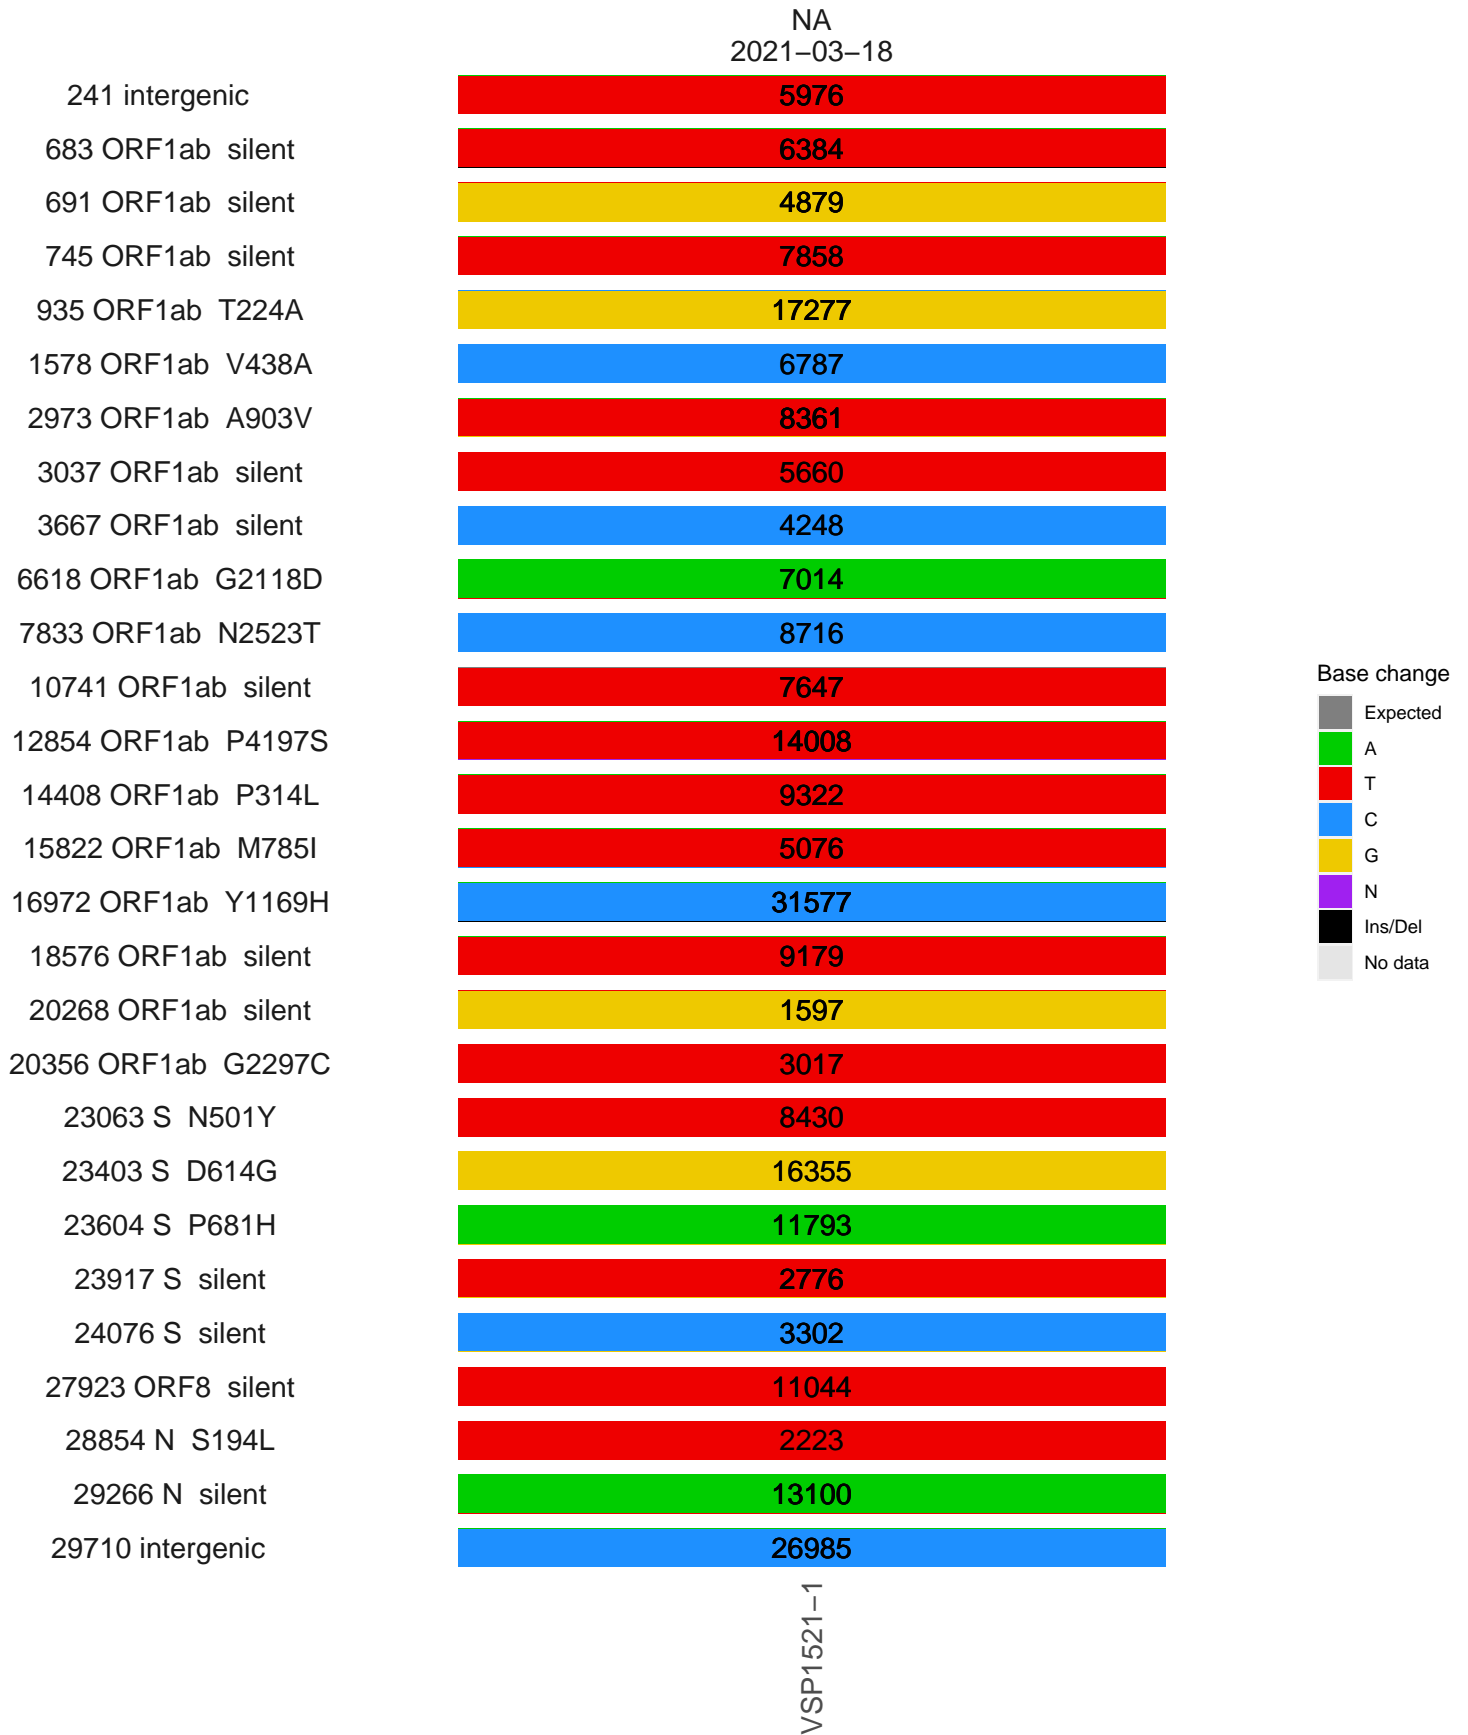 NA
2021−03−18
241 intergenic 5976
683 ORF1ab silent 6384
691 ORF1ab silent 4879
745 ORF1ab silent 7858
935 ORF1ab T224A 17277
1578 ORF1ab V438A 6787
2973 ORF1ab A903V 8361
3037 ORF1ab silent 5660
3667 ORF1ab silent 4248
6618 ORF1ab G2118D 7014
7833 ORF1ab N2523T 8716
10741 ORF1ab silent 7647
12854 ORF1ab P4197S 14008
14408 ORF1ab P314L 9322
15822 ORF1ab M785I 5076
16972 ORF1ab Y1169H 31577
18576 ORF1ab silent 9179
20268 ORF1ab silent 1597
20356 ORF1ab G2297C 3017
23063 S N501Y 8430
23403 S D614G 16355
23604 S P681H 11793
23917 S silent 2776
24076 S silent 3302
27923 ORF8 silent 11044
28854 N S194L 2223
29266 N silent 13100
29710 intergenic 26985
VSP1521−1
Base change
Expected
A
T
C
G
N
Ins/Del
No data